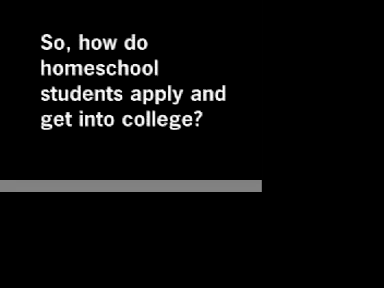 So, how do
homeschool
students apply and
get into college?